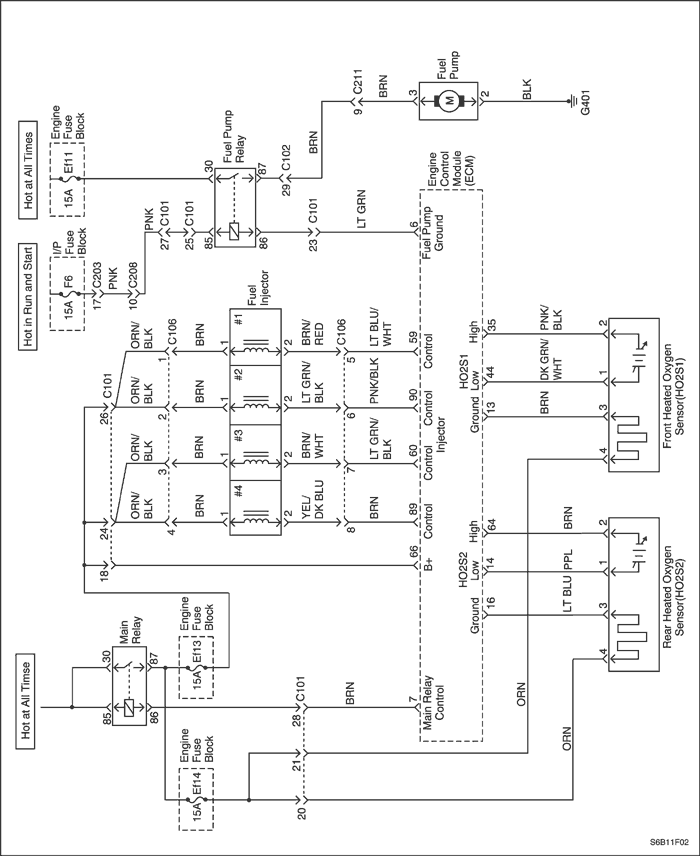 Hot at All Timse
Hot in Run and Start
Hot at All Times
Engine
Fuse
Block
15A
Ef14
Engine
Fuse
Block
15A
Ef13
Main
Relay
85
30
86
87
I/P
Fuse
Block
15A
F6
17
C203
PNK
10
C208
Engine
Fuse
Block
15A
Ef11
PNK
27
C101
25
C101
85
30
Fuel Pump
Relay
86
87
29
C102
BRN
9
C211
BRN
3
Fuel
Pump
M
2
BLK
G401
23
C101
LT GRN
6
18
24
26
C101
ORN/
BLK
ORN/
BLK
ORN/
BLK
ORN/
BLK
4
3
2
1
C106
BRN
BRN
BRN
BRN
1
1
1
1
#4
#3
#2
#1
Fuel
Injector
2
2
2
2
YEL/
DK BLU
BRN/
WHT
LT GRN/
BLK
BRN/
RED
8
7
6
5
C106
BRN
LT GRN/
BLK
PNK/BLK
LT BLU/
WHT
20
21
28
C101
BRN
7
66
89
60
90
59
Main Relay
Control
B+
Control
Control
Control
Control
Injector
Fuel Pump
Ground
Engine
Control
Module
(ECM)
HO2S2
Ground
Low
High
HO2S1
Ground
Low
High
16
14
64
13
44
35
ORN
ORN
LT BLU
PPL
BRN
BRN
DK GRN/
WHT
PNK/
BLK
4
3
1
2
4
3
1
2
Rear Heated Oxygen
Sensor(HO2S2)
Front Heated Oxygen
Sensor(HO2S1)
S6B11F02